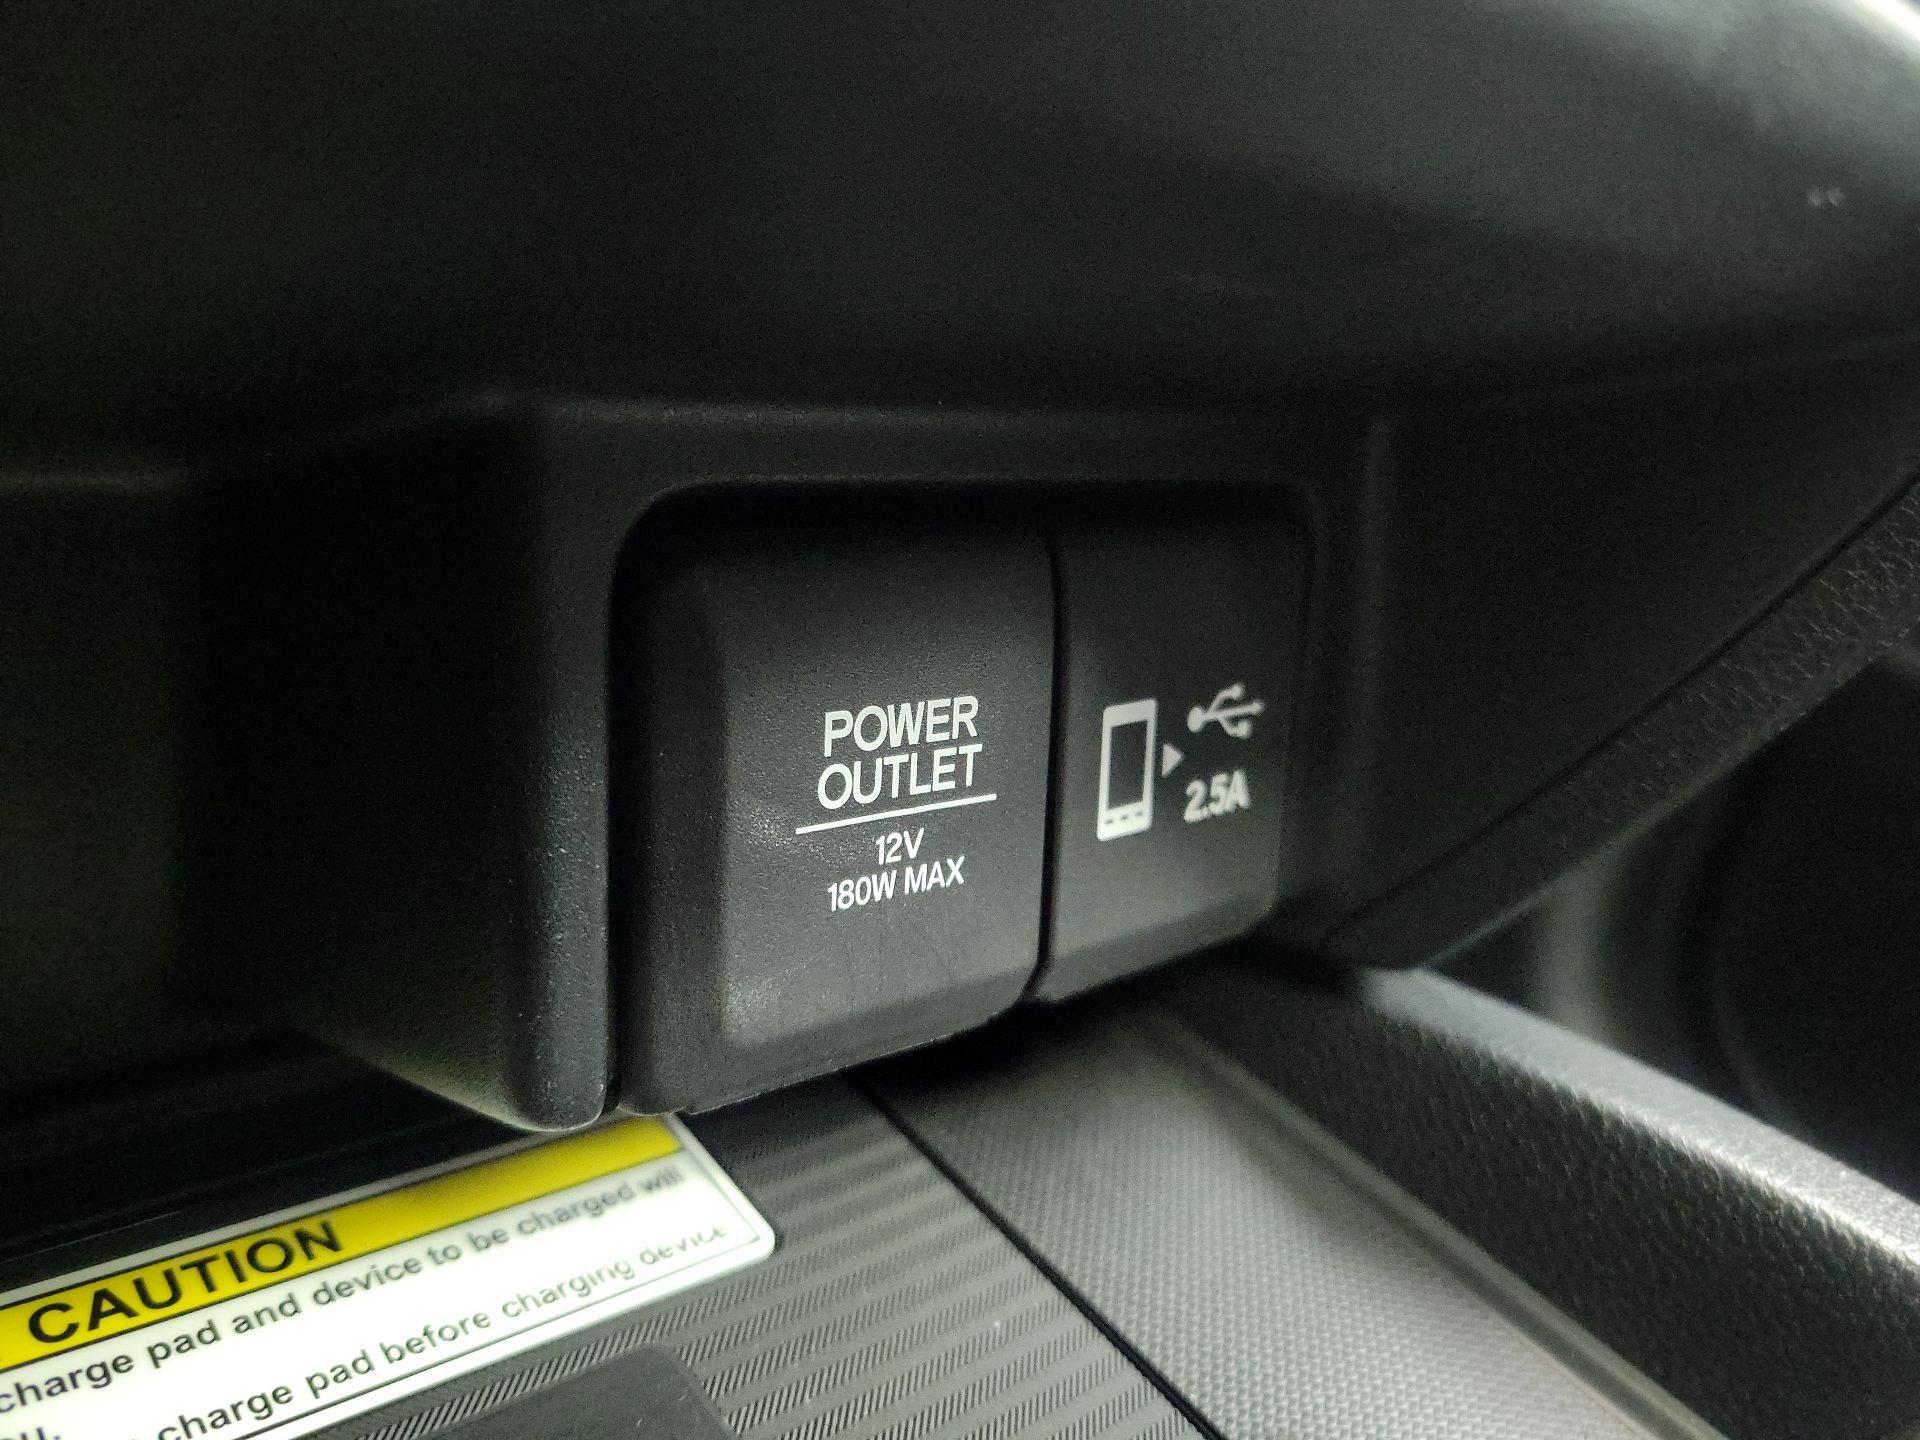 POWER
OUTLET
12V
180W MAX
2.5A
CAUTION
charge pad and device to be charged will
charge pad before charging device